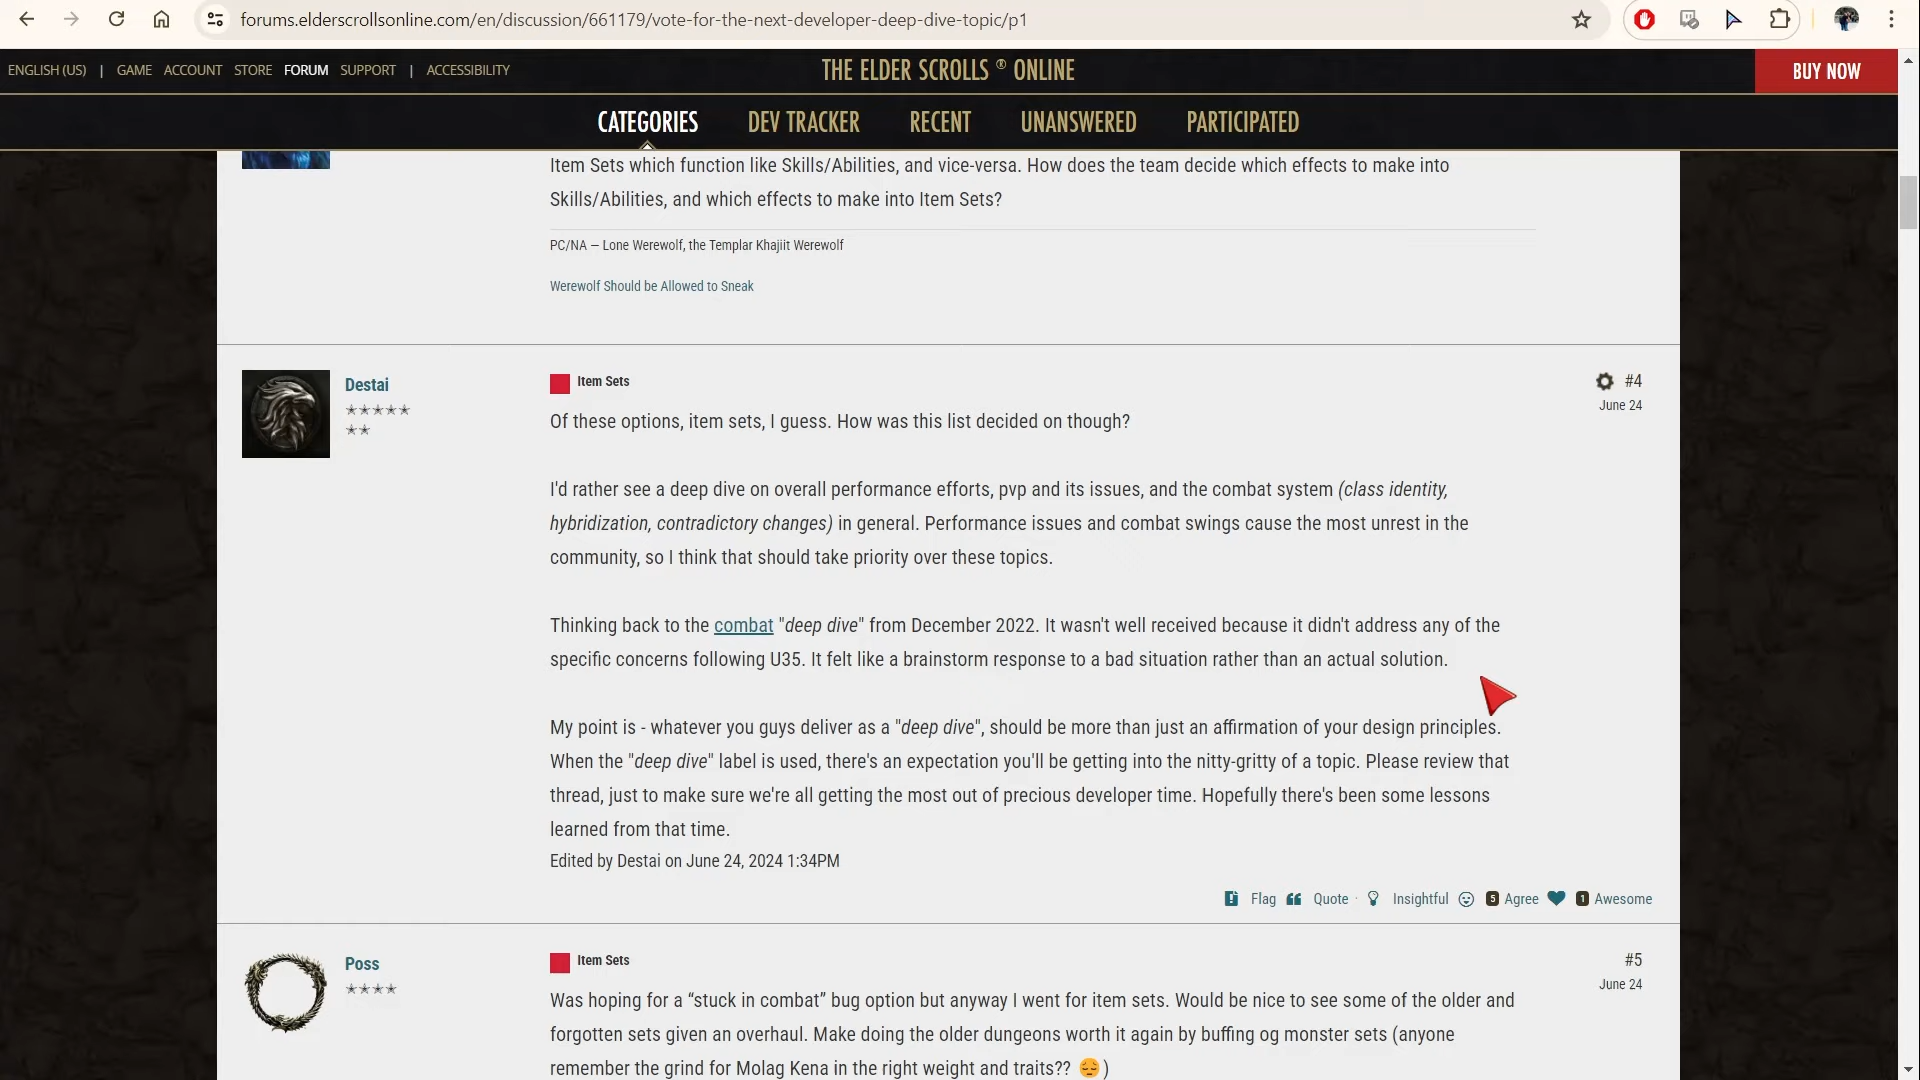 forums.elderscrollsonline.com/en/discussion/661179/vote-for-the-next-developer-deep-dive-topic/p1
ENGLISH (US) | GAME ACCOUNT STORE FORUM SUPPORT | ACCESSIBILITY
THE ELDER SCROLLS ® ONLINE
BUY NOW
CATEGORIES DEV TRACKER RECENT UNANSWERED PARTICIPATED
Item Sets which function like Skills/Abilities, and vice-versa. How does the team decide which effects to make into
Skills/Abilities, and which effects to make into Item Sets?
PC/NA — Lone Werewolf, the Templar Khajiit Werewolf
Werewolf Should be Allowed to Sneak
Destai
Item Sets
#4
June 24
Of these options, item sets, I guess. How was this list decided on though?
I'd rather see a deep dive on overall performance efforts, pvp and its issues, and the combat system (class identity,
hybridization, contradictory changes) in general. Performance issues and combat swings cause the most unrest in the
community, so I think that should take priority over these topics.
Thinking back to the combat "deep dive" from December 2022. It wasn't well received because it didn't address any of the
specific concerns following U35. It felt like a brainstorm response to a bad situation rather than an actual solution.
My point is - whatever you guys deliver as a "deep dive", should be more than just an affirmation of your design principles.
When the "deep dive" label is used, there's an expectation you'll be getting into the nitty-gritty of a topic. Please review that
thread, just to make sure we're all getting the most out of precious developer time. Hopefully there's been some lessons
learned from that time.
Edited by Destai on June 24, 2024 1:34PM
Flag Quote · Insightful 5 Agree 1 Awesome
Poss
Item Sets
#5
June 24
Was hoping for a “stuck in combat” bug option but anyway I went for item sets. Would be nice to see some of the older and
forgotten sets given an overhaul. Make doing the older dungeons worth it again by buffing og monster sets (anyone
remember the grind for Molag Kena in the right weight and traits?? 😔)